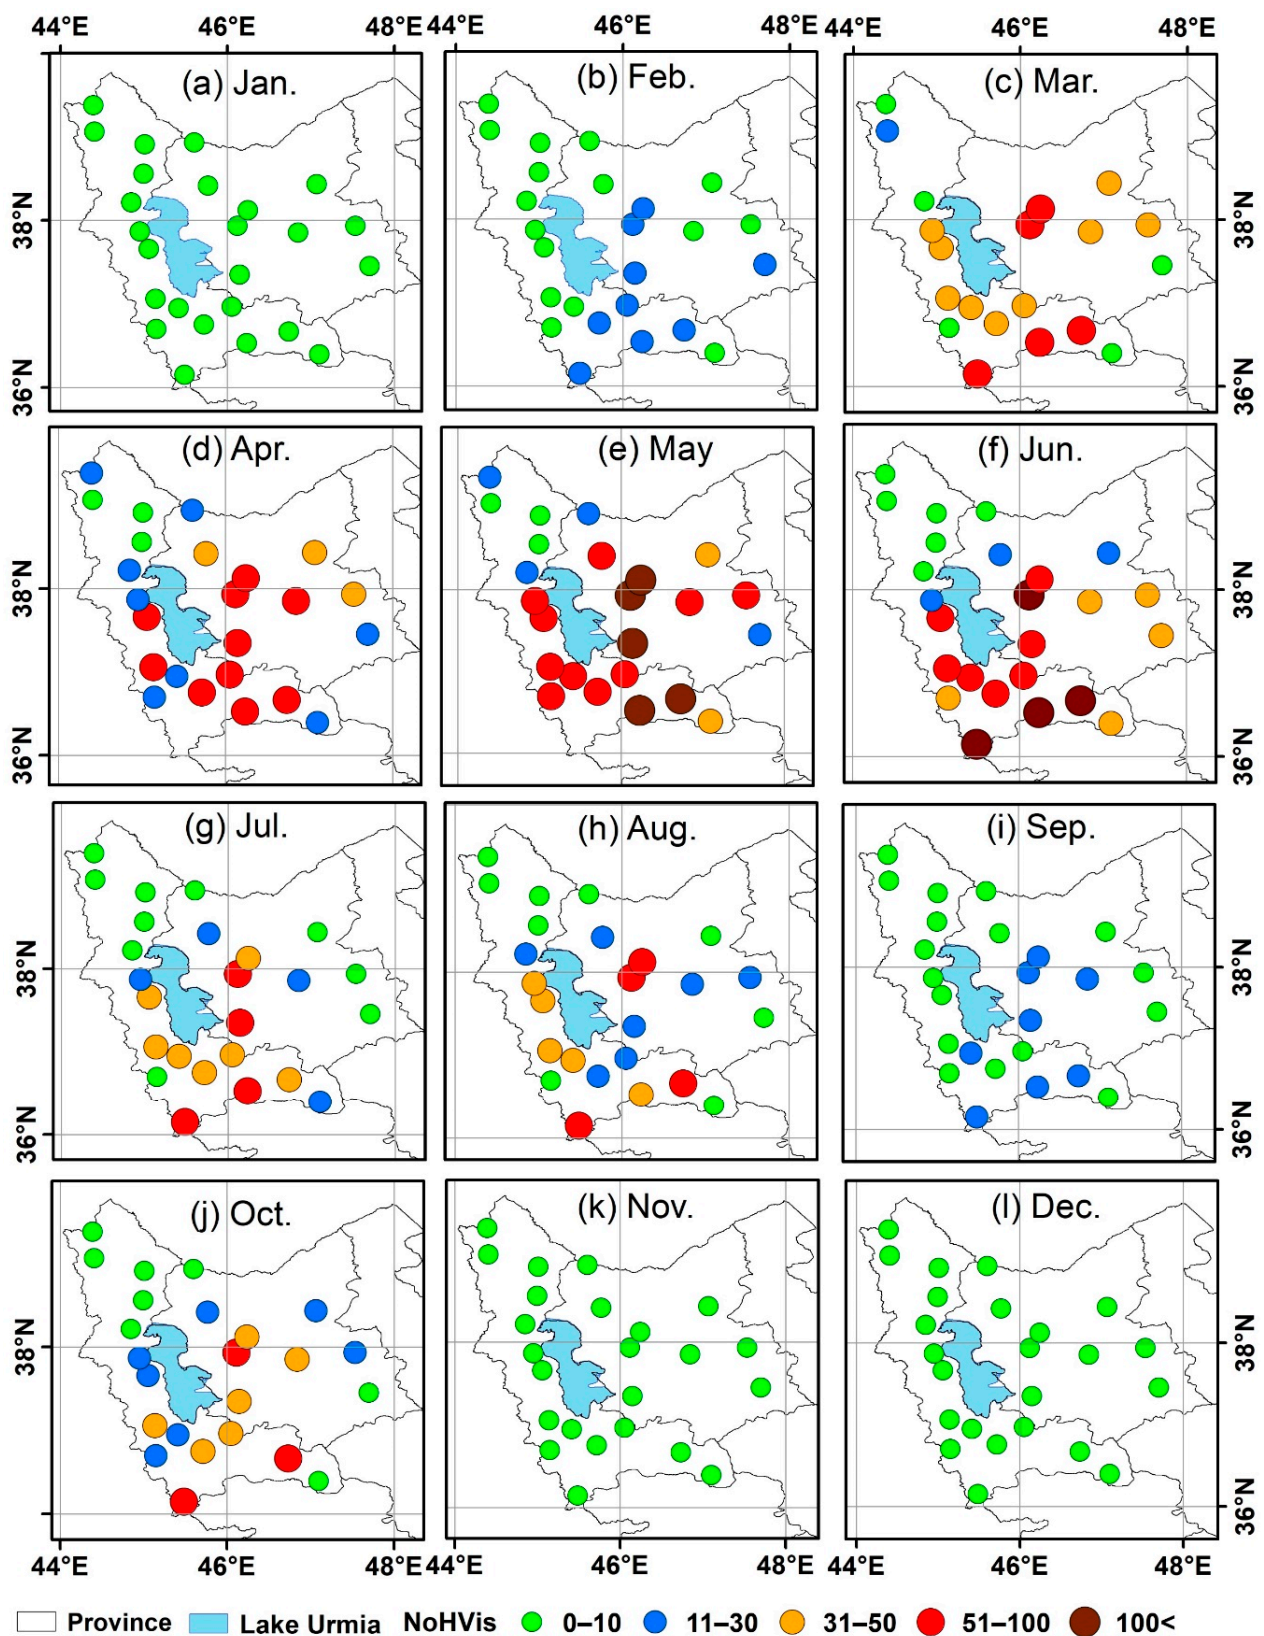 44°E 46°E 48°E 44°E 46°E 48°E 44°E 46°E 48°E
(a) Jan. (b) Feb. (c) Mar.
38°N 38°N
36°N 36°N
(d) Apr. (e) May (f) Jun.
38°N 38°N
36°N 36°N
(g) Jul. (h) Aug. (i) Sep.
38°N 38°N
36°N 36°N
(j) Oct. (k) Nov. (l) Dec.
38°N 38°N
36°N
44°E 46°E 48°E 44°E 46°E 48°E 44°E 46°E 48°E
Province Lake Urmia NoHVis 0–10 11–30 31–50 51–100 100<